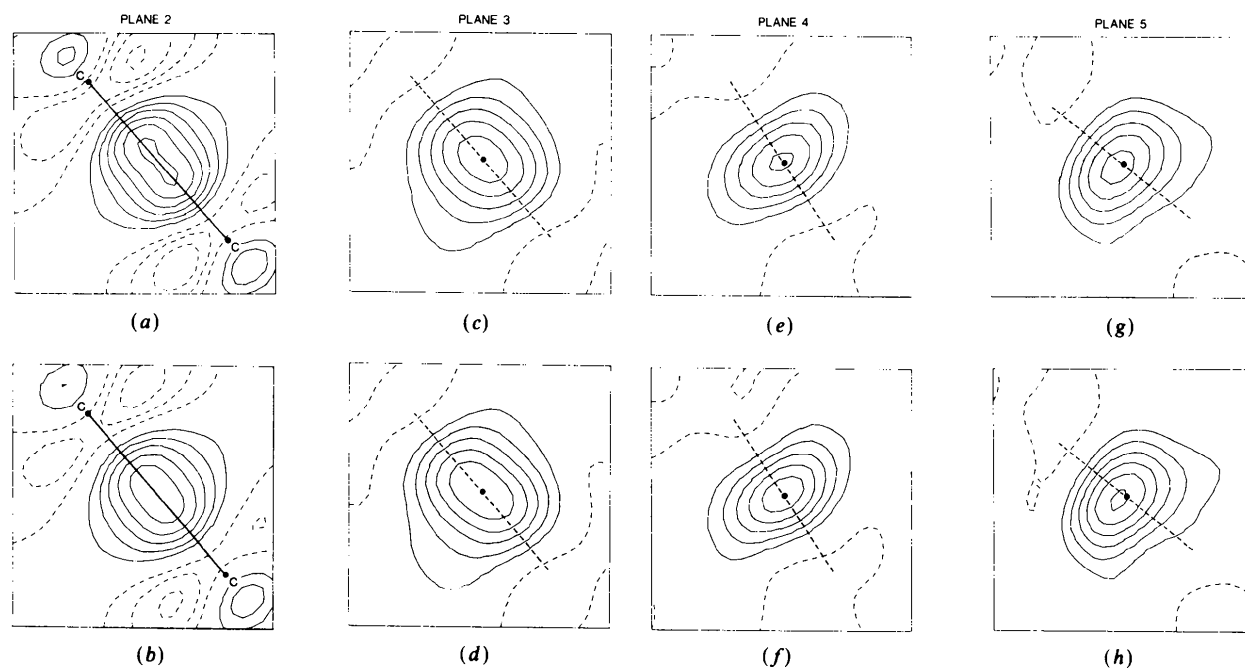 PLANE 2
PLANE 3
PLANE 4
PLANE 5
C
C
(a)
(c)
(e)
(g)
C
C
(b)
(d)
(f)
(h)